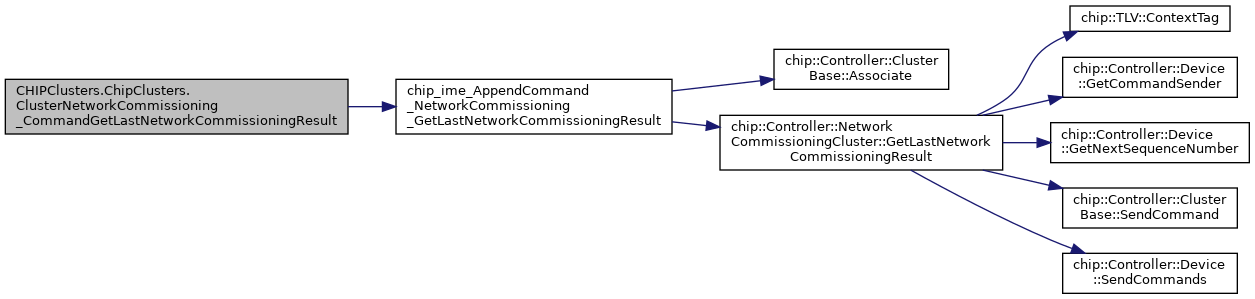 CHIPClusters.ChipClusters.
ClusterNetworkCommissioning
_CommandGetLastNetworkCommissioningResult
chip_ime_AppendCommand
_NetworkCommissioning
_GetLastNetworkCommissioningResult
chip::Controller::Cluster
Base::Associate
chip::Controller::Network
CommissioningCluster::GetLastNetwork
CommissioningResult
chip::TLV::ContextTag
chip::Controller::Device
::GetCommandSender
chip::Controller::Device
::GetNextSequenceNumber
chip::Controller::Cluster
Base::SendCommand
chip::Controller::Device
::SendCommands